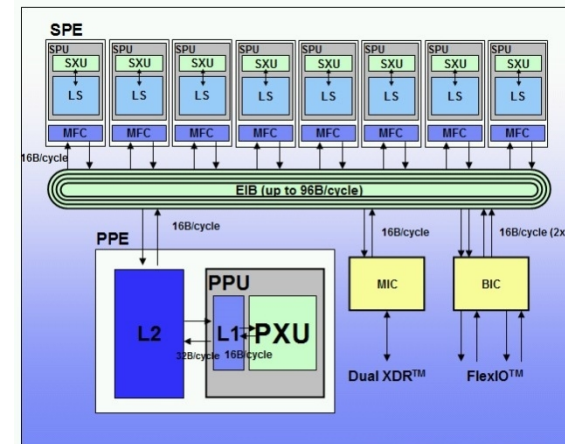 SPE
SPU SPU SPU SPU SPU SPU SPU SPU
SXU SXU SXU SXU SXU SXU SXU SXU
LS LS LS LS LS LS LS LS
MFC MFC MFC MFC MFC MFC MFC MFC
16B/cycle
EIB (up to 96B/cycle)
16B/cycle 16B/cycle 16B/cycle (2x
PPE
PPU
MIC BIC
L2 L1 PXU
32B/cycle 16B/cycle
Dual XDR™ FlexIO™